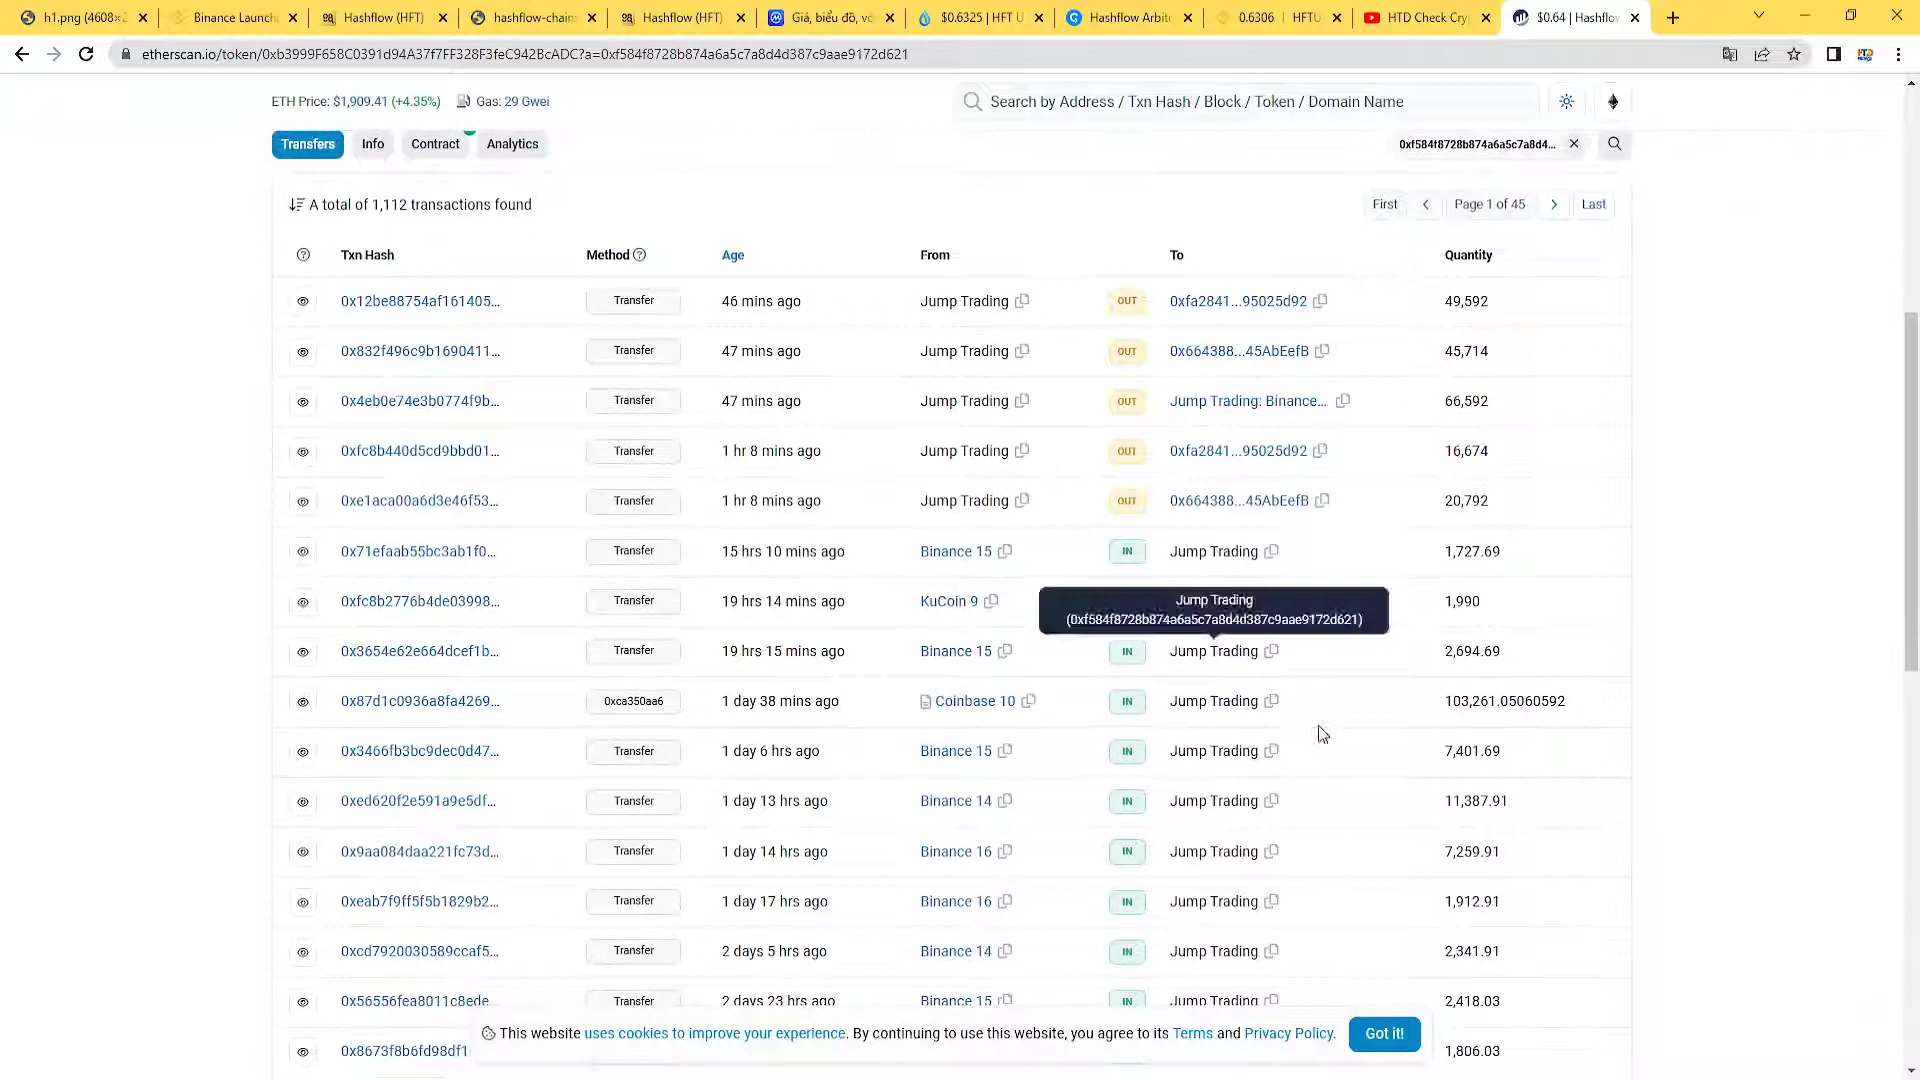 h1.png (4608×2 Binance Launch Hashflow (HFT) hashflow-chain Hashflow (HFT) Giá, biểu đồ, vố $0.6325 | HFT U Hashflow Arbit 0.6306 | HFTU HTD Check Cry $0.64 | Hashflow
etherscan.io/token/0xb3999F658C0391d94A37f7FF328F3feC942BcADC?a=0xf584f8728b874a6a5c7a8d4d387c9aae9172d621
ETH Price: $1,909.41 (+4.35%) Gas: 29 Gwei Search by Address / Txn Hash / Block / Token / Domain Name
Transfers Info Contract Analytics 0xf584f8728b874a6a5c7a8d4...
A total of 1,112 transactions found First Page 1 of 45 Last
Txn Hash Method Age From To Quantity
0x12be88754af161405... Transfer 46 mins ago Jump Trading OUT 0xfa2841...95025d92 49,592
0x832f496c9b1690411... Transfer 47 mins ago Jump Trading OUT 0x664388...45AbEefB 45,714
0x4eb0e74e3b0774f9b... Transfer 47 mins ago Jump Trading OUT Jump Trading: Binance... 66,592
0xfc8b440d5cd9bbd01... Transfer 1 hr 8 mins ago Jump Trading OUT 0xfa2841...95025d92 16,674
0xe1aca00a6d3e46f53... Transfer 1 hr 8 mins ago Jump Trading OUT 0x664388...45AbEefB 20,792
0x71efaab55bc3ab1f0... Transfer 15 hrs 10 mins ago Binance 15 IN Jump Trading 1,727.69
Jump Trading
0xfc8b2776b4de03998... Transfer 19 hrs 14 mins ago KuCoin 9 1,990
(0xf584f8728b874a6a5c7a8d4d387c9aae9172d621)
0x3654e62e664dcef1b... Transfer 19 hrs 15 mins ago Binance 15 IN Jump Trading 2,694.69
0x87d1c0936a8fa4269... 0xca350aa6 1 day 38 mins ago Coinbase 10 IN Jump Trading 103,261.05060592
0x3466fb3bc9dec0d47... Transfer 1 day 6 hrs ago Binance 15 IN Jump Trading 7,401.69
0xed620f2e591a9e5df... Transfer 1 day 13 hrs ago Binance 14 IN Jump Trading 11,387.91
0x9aa084daa221fc73d... Transfer 1 day 14 hrs ago Binance 16 IN Jump Trading 7,259.91
0xeab7f9ff5f5b1829b2... Transfer 1 day 17 hrs ago Binance 16 IN Jump Trading 1,912.91
0xcd7920030589ccaf5... Transfer 2 days 5 hrs ago Binance 14 IN Jump Trading 2,341.91
0x56556fea8011c8ede Transfer 2 days 23 hrs ago Binance 15 IN Jump Trading 2,418.03
This website uses cookies to improve your experience. By continuing to use this website, you agree to its Terms and Privacy Policy. Got it!
0x8673f8b6fd98df1 1,806.03